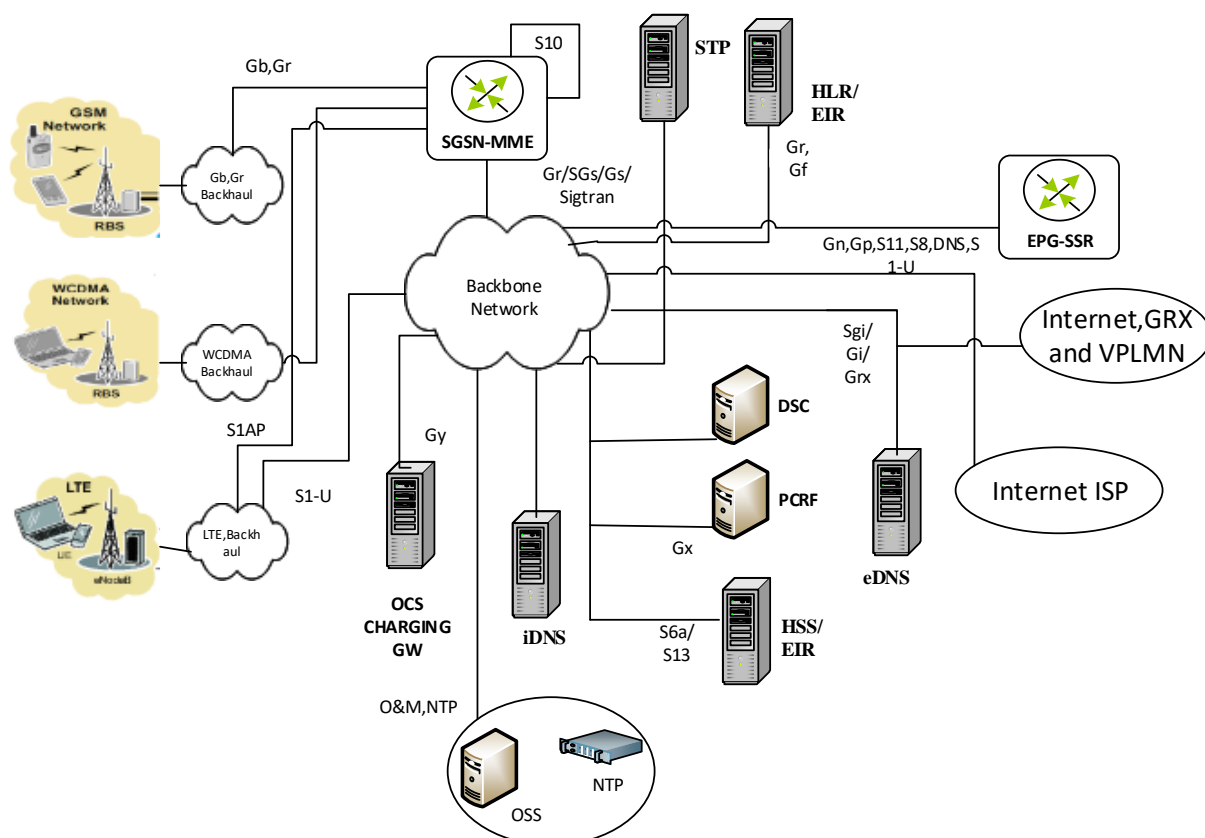 S10
STP
Gb,Gr
HLR/
EIR
GSM
Network
SGSN-MME
Gr,
Gf
Gb,Gr
Backhaul
Gr/SGs/Gs/
Sigtran
RBS
EPG-SSR
Gn,Gp,S11,S8,DNS,S
1-U
WCDMA
Network
Backbone
Network
Internet,GRX
and VPLMN
Sgi/
Gi/
Grx
WCDMA
Backhaul
RBS
DSC
S1AP
Gy
LTE
S1-U
PCRF
Internet ISP
LTE,Backh
aul
LTE
eNodeB
Gx
eDNS
OCS
CHARGING
GW
iDNS
S6a/
S13
HSS/
EIR
O&M,NTP
NTP
OSS